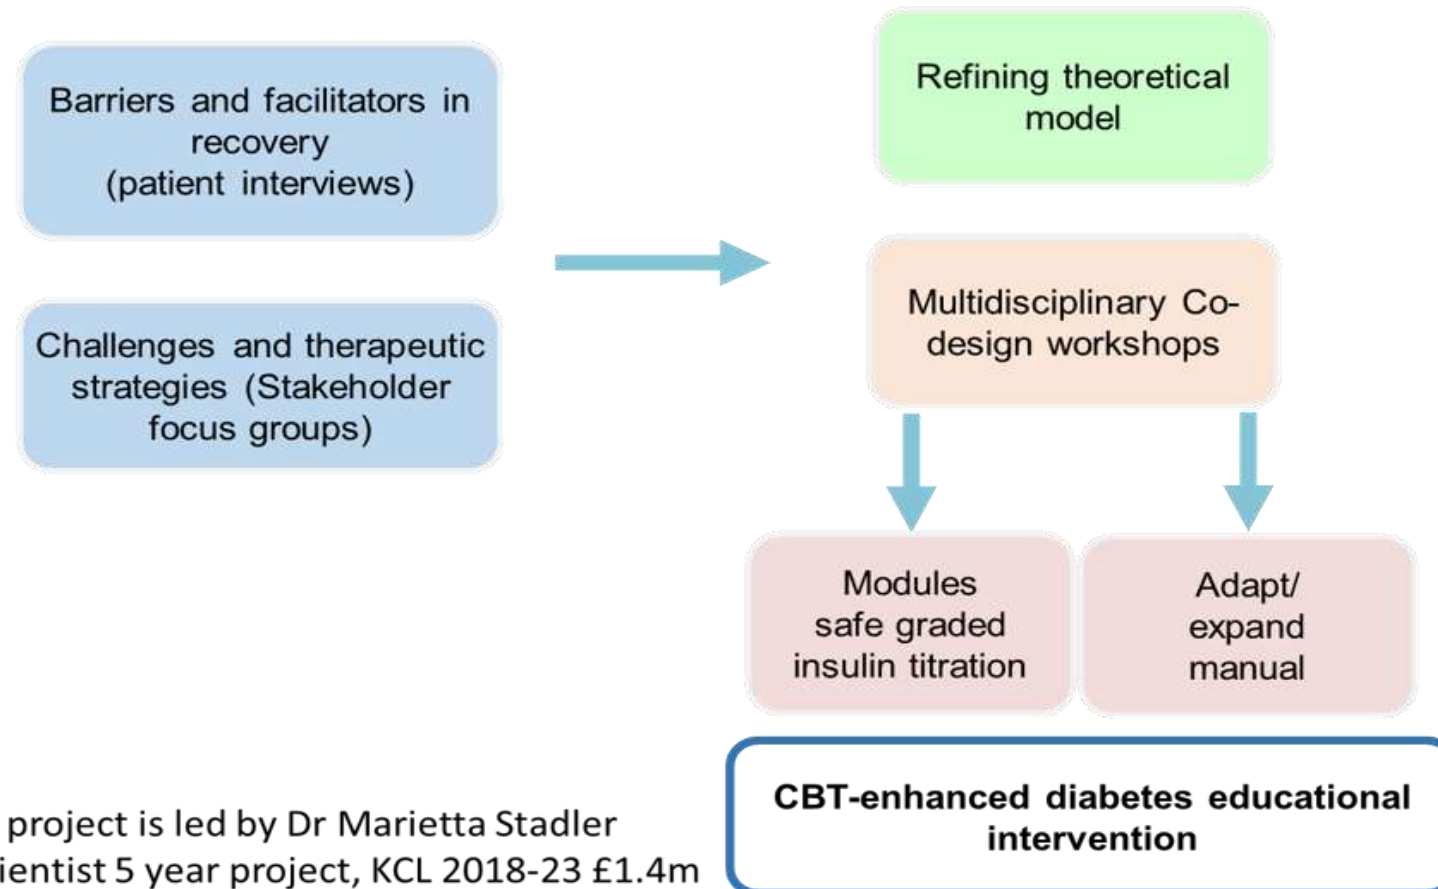 Barriers and facilitators in
recovery
(patient interviews)
Challenges and therapeutic
strategies (Stakeholder
focus groups)
Refining theoretical
model
Multidisciplinary Co-
design workshops
Modules
safe graded
insulin titration
Adapt/
expand
manual
CBT-enhanced diabetes educational
intervention
project is led by Dr Marietta Stadler
ientist 5 year project, KCL 2018-23 £1.4m